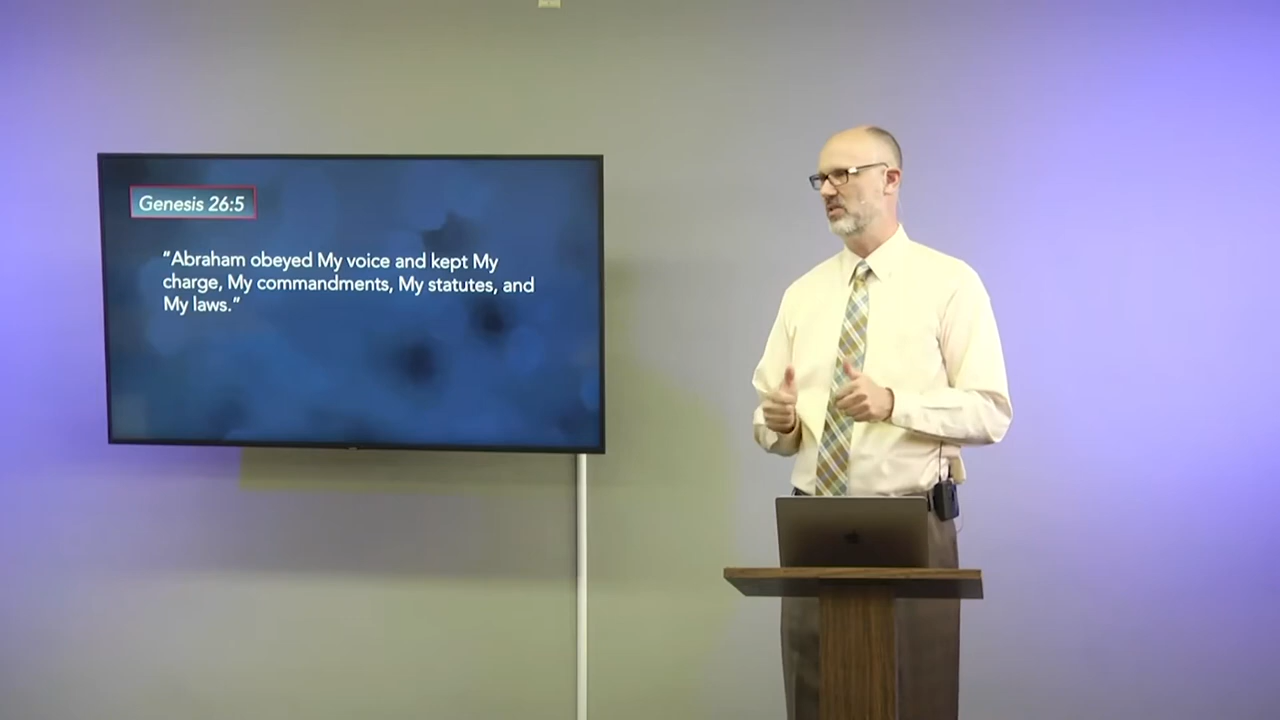 Genesis 26:5
"Abraham obeyed My voice and kept My
charge, My commandments, My statutes, and
My laws."